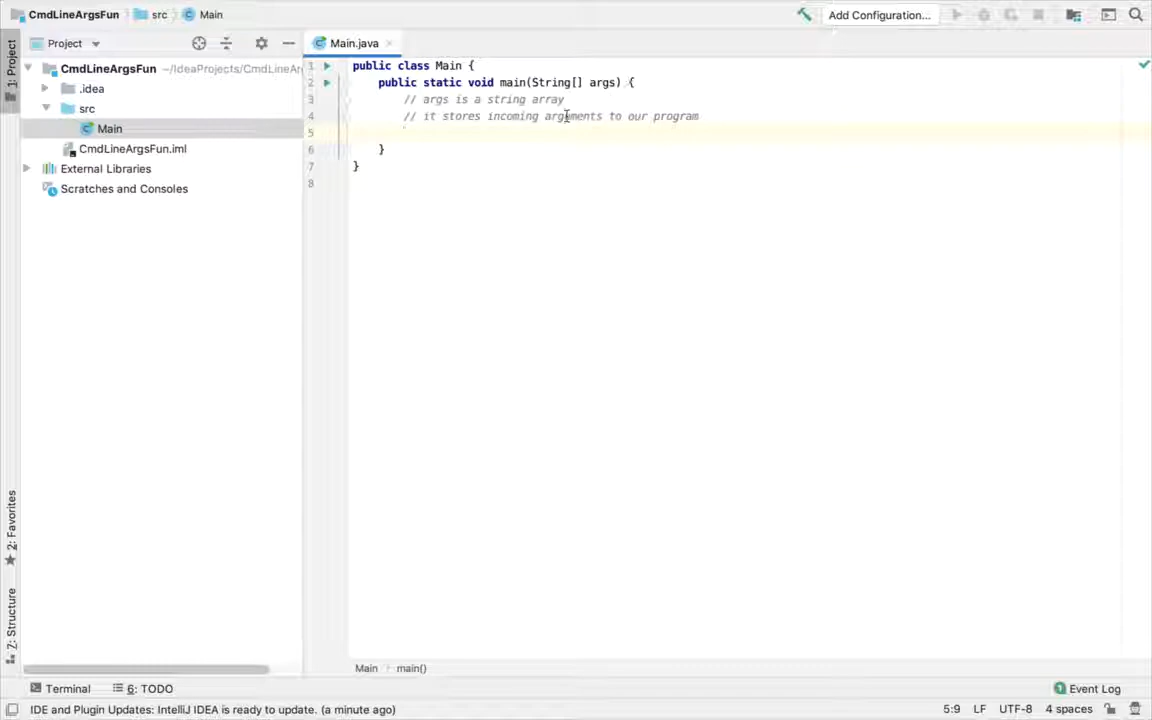 CmdLineArgsFun src Main Add Configuration...
Project Main.java
1: Project
CmdLineArgsFun ~/IdeaProjects/CmdLineAr
.idea
src
Main
CmdLineArgsFun.iml
External Libraries
Scratches and Consoles
1 public class Main {
2 public static void main(String[] args) {
3 // args is a string array
4 // it stores incoming arguments to our program
5
6 }
7 }
8
2: Favorites
Z: Structure
Main main()
Terminal 6: TODO 1 Event Log
IDE and Plugin Updates: IntelliJ IDEA is ready to update. (a minute ago) 5:9 LF UTF-8 4 spaces